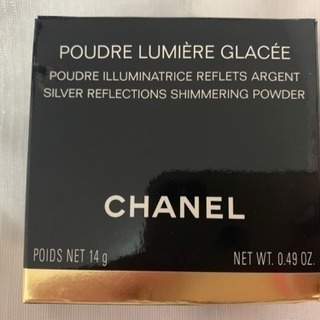 POUDRE LUMIÈRE GLACÉE
POUDRE ILLUMINATRICE REFLETS ARGENT
SILVER REFLECTIONS SHIMMERING POWDER
CHANEL
POIDS NET 14 g NET WT. 0.49 OZ.